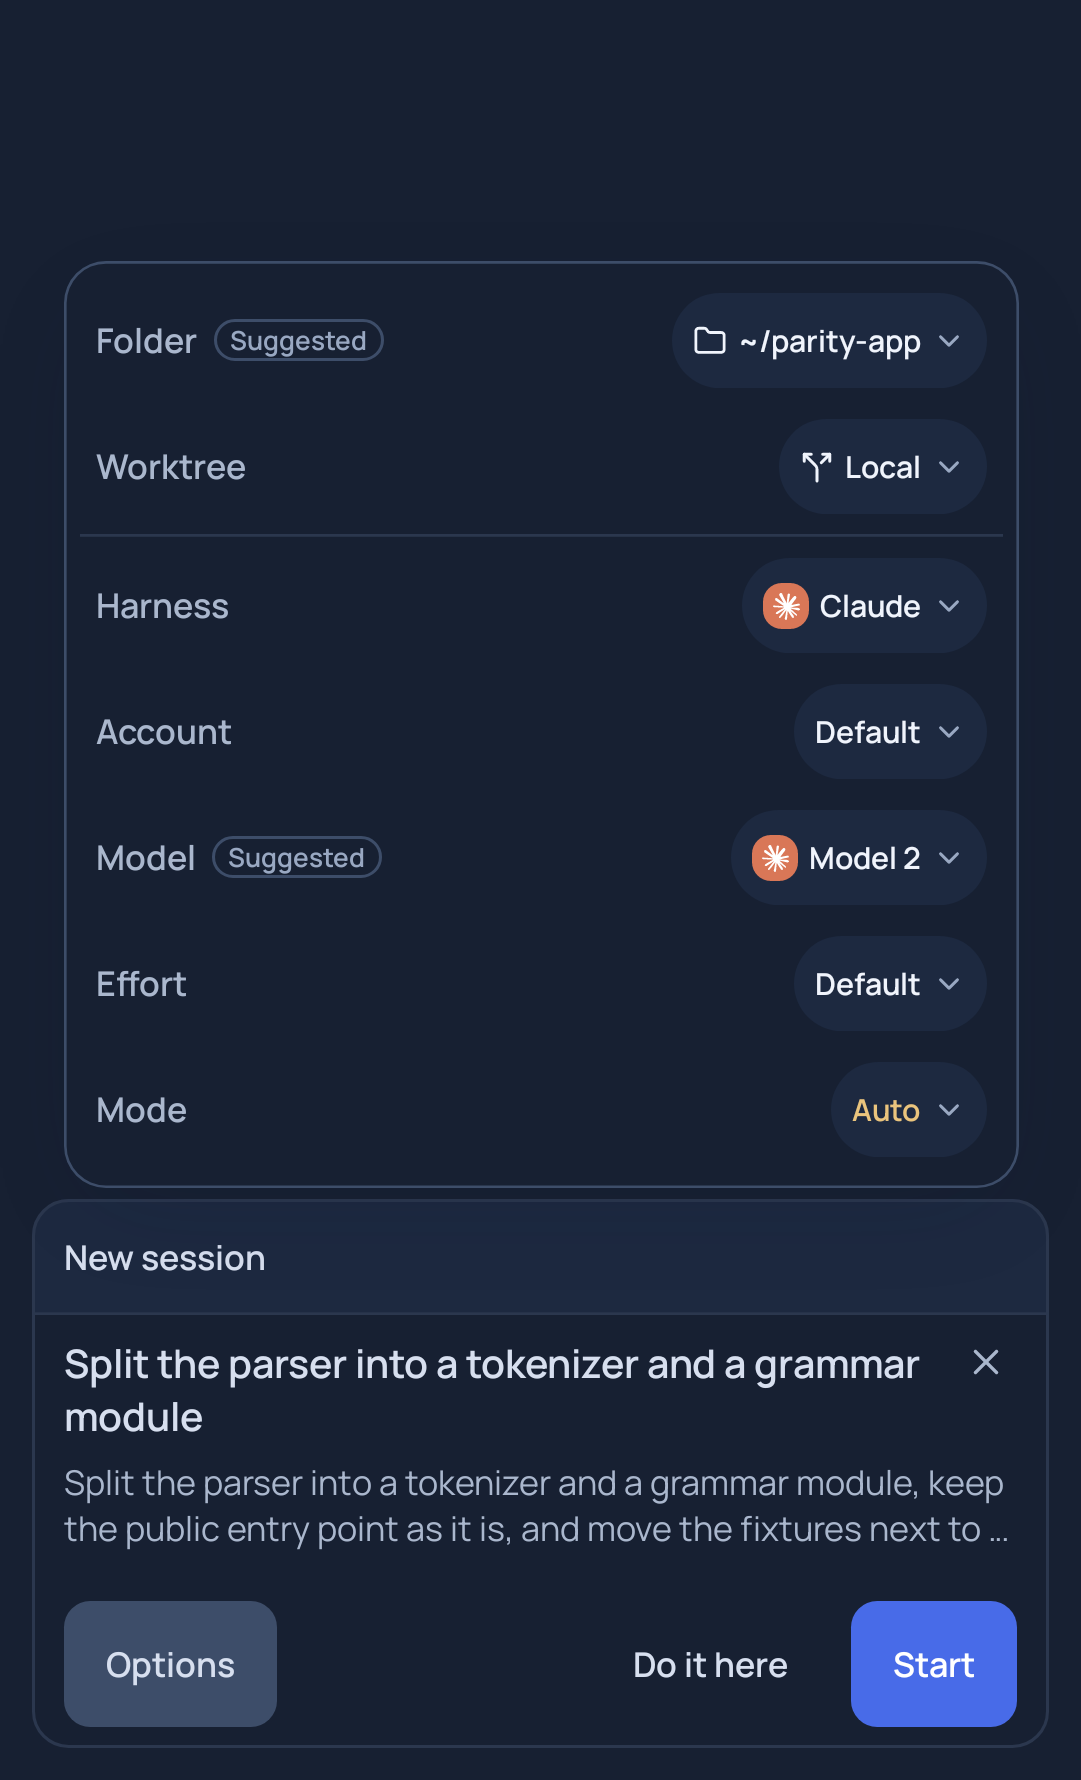 Folder Suggested ~/parity-app
Worktree Local
Harness Claude
Account Default
Model Suggested Model 2
Effort Default
Mode Auto
New session
Split the parser into a tokenizer and a grammar
module
Split the parser into a tokenizer and a grammar module, keep
the public entry point as it is, and move the fixtures next to ...
Options Do it here Start